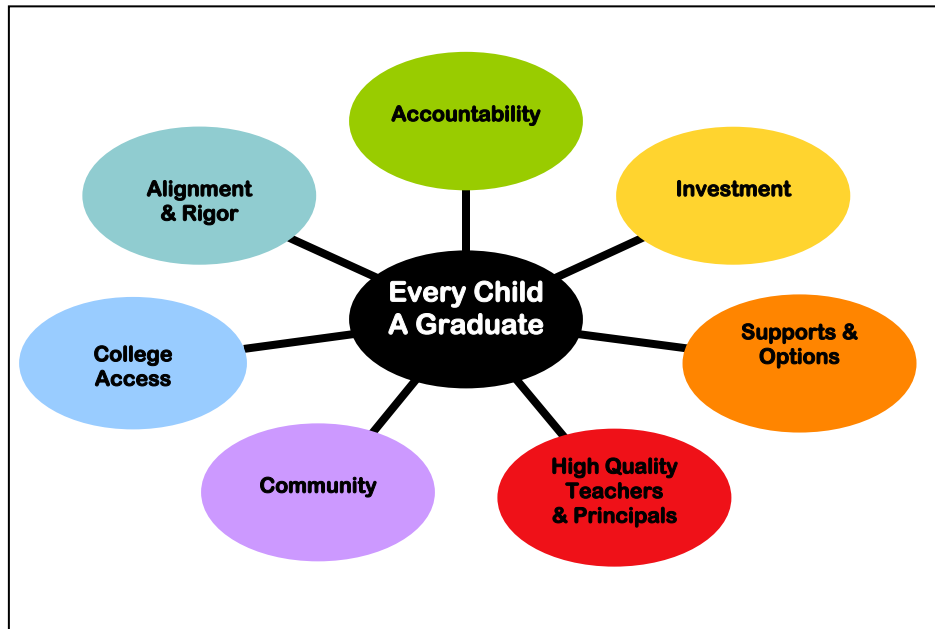 Accountability
Alignment
& Rigor
Investment
Every Child
A Graduate
College
Access
Supports &
Options
Community
High Quality
Teachers
& Principals